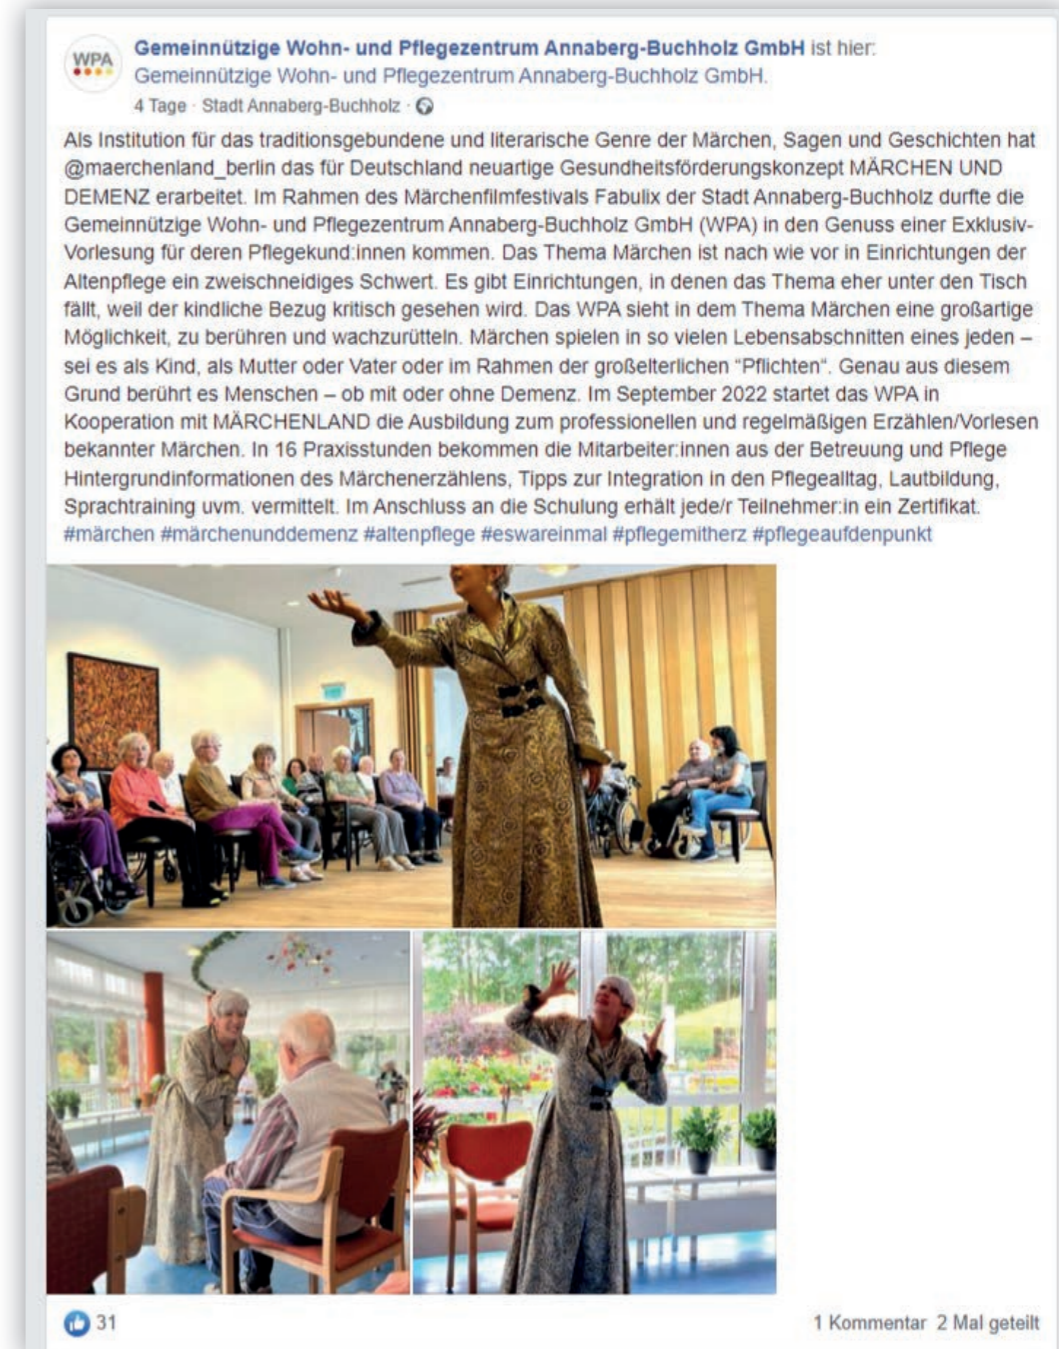 WPA
Gemeinnützige Wohn- und Pflegezentrum Annaberg-Buchholz GmbH ist hier:
Gemeinnützige Wohn- und Pflegezentrum Annaberg-Buchholz GmbH.
4 Tage · Stadt Annaberg-Buchholz ·
Als Institution für das traditionsgebundene und literarische Genre der Märchen, Sagen und Geschichten hat
@maerchenland_berlin das für Deutschland neuartige Gesundheitsförderungskonzept MÄRCHEN UND
DEMENZ erarbeitet. Im Rahmen des Märchenfilmfestivals Fabulix der Stadt Annaberg-Buchholz durfte die
Gemeinnützige Wohn- und Pflegezentrum Annaberg-Buchholz GmbH (WPA) in den Genuss einer Exklusiv-
Vorlesung für deren Pflegekund:innen kommen. Das Thema Märchen ist nach wie vor in Einrichtungen der
Altenpflege ein zweischneidiges Schwert. Es gibt Einrichtungen, in denen das Thema eher unter den Tisch
fällt, weil der kindliche Bezug kritisch gesehen wird. Das WPA sieht in dem Thema Märchen eine großartige
Möglichkeit, zu berühren und wachzurütteln. Märchen spielen in so vielen Lebensabschnitten eines jeden –
sei es als Kind, als Mutter oder Vater oder im Rahmen der großelterlichen “Pflichten“. Genau aus diesem
Grund berührt es Menschen – ob mit oder ohne Demenz. Im September 2022 startet das WPA in
Kooperation mit MÄRCHENLAND die Ausbildung zum professionellen und regelmäßigen Erzählen/Vorlesen
bekannter Märchen. In 16 Praxisstunden bekommen die Mitarbeiter:innen aus der Betreuung und Pflege
Hintergrundinformationen des Märchenerzählens, Tipps zur Integration in den Pflegealltag, Lautbildung,
Sprachtraining uvm. vermittelt. Im Anschluss an die Schulung erhält jede/r Teilnehmer:in ein Zertifikat.
#märchen #märchenunddemenz #altenpflege #eswareinmal #pflegemitherz #pflegeaufdenpunkt
31
1 Kommentar 2 Mal geteilt